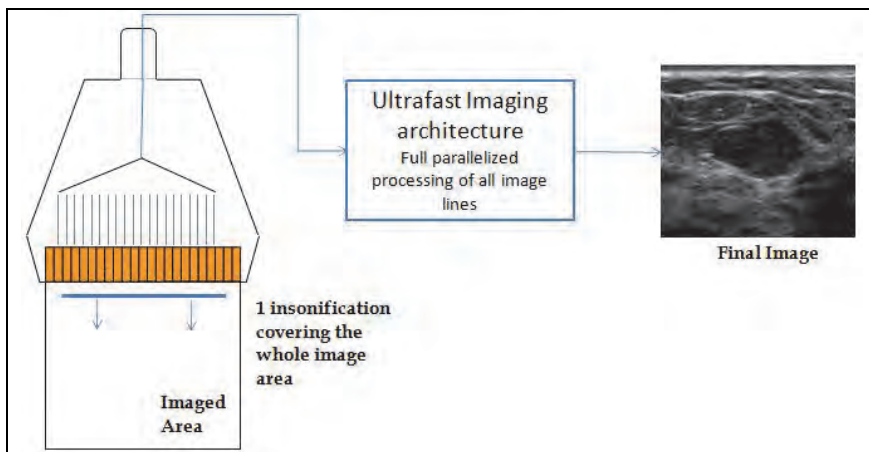 Ultrafast Imaging
architecture
Full parallelized
processing of all image
lines
Final Image
1 insonification
covering the
whole image
area
Imaged
Area